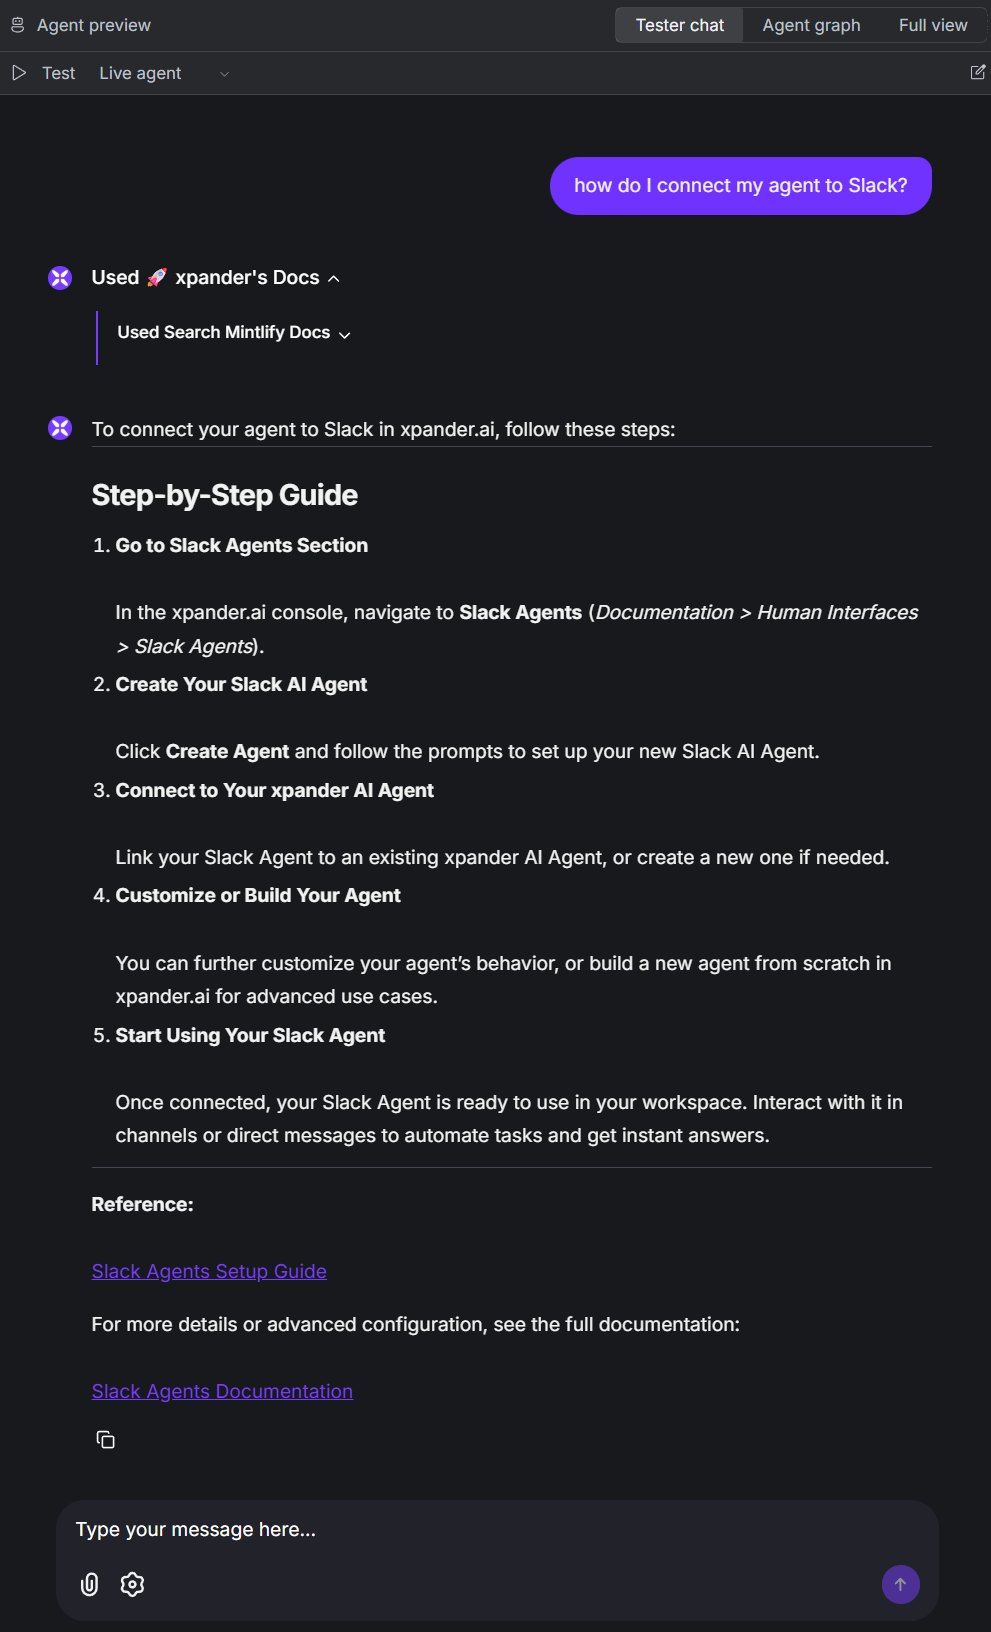 Agent preview
Tester chat
Agent graph
Full view
Test
Live agent
how do I connect my agent to Slack?
Used 🚀 xpander's Docs
Used Search Mintlify Docs
To connect your agent to Slack in xpander.ai, follow these steps:
Step-by-Step Guide
1. Go to Slack Agents Section
In the xpander.ai console, navigate to Slack Agents (Documentation > Human Interfaces
> Slack Agents).
2. Create Your Slack AI Agent
Click Create Agent and follow the prompts to set up your new Slack AI Agent.
3. Connect to Your xpander AI Agent
Link your Slack Agent to an existing xpander AI Agent, or create a new one if needed.
4. Customize or Build Your Agent
You can further customize your agent’s behavior, or build a new agent from scratch in
xpander.ai for advanced use cases.
5. Start Using Your Slack Agent
Once connected, your Slack Agent is ready to use in your workspace. Interact with it in
channels or direct messages to automate tasks and get instant answers.
Reference:
Slack Agents Setup Guide
For more details or advanced configuration, see the full documentation:
Slack Agents Documentation
Type your message here...